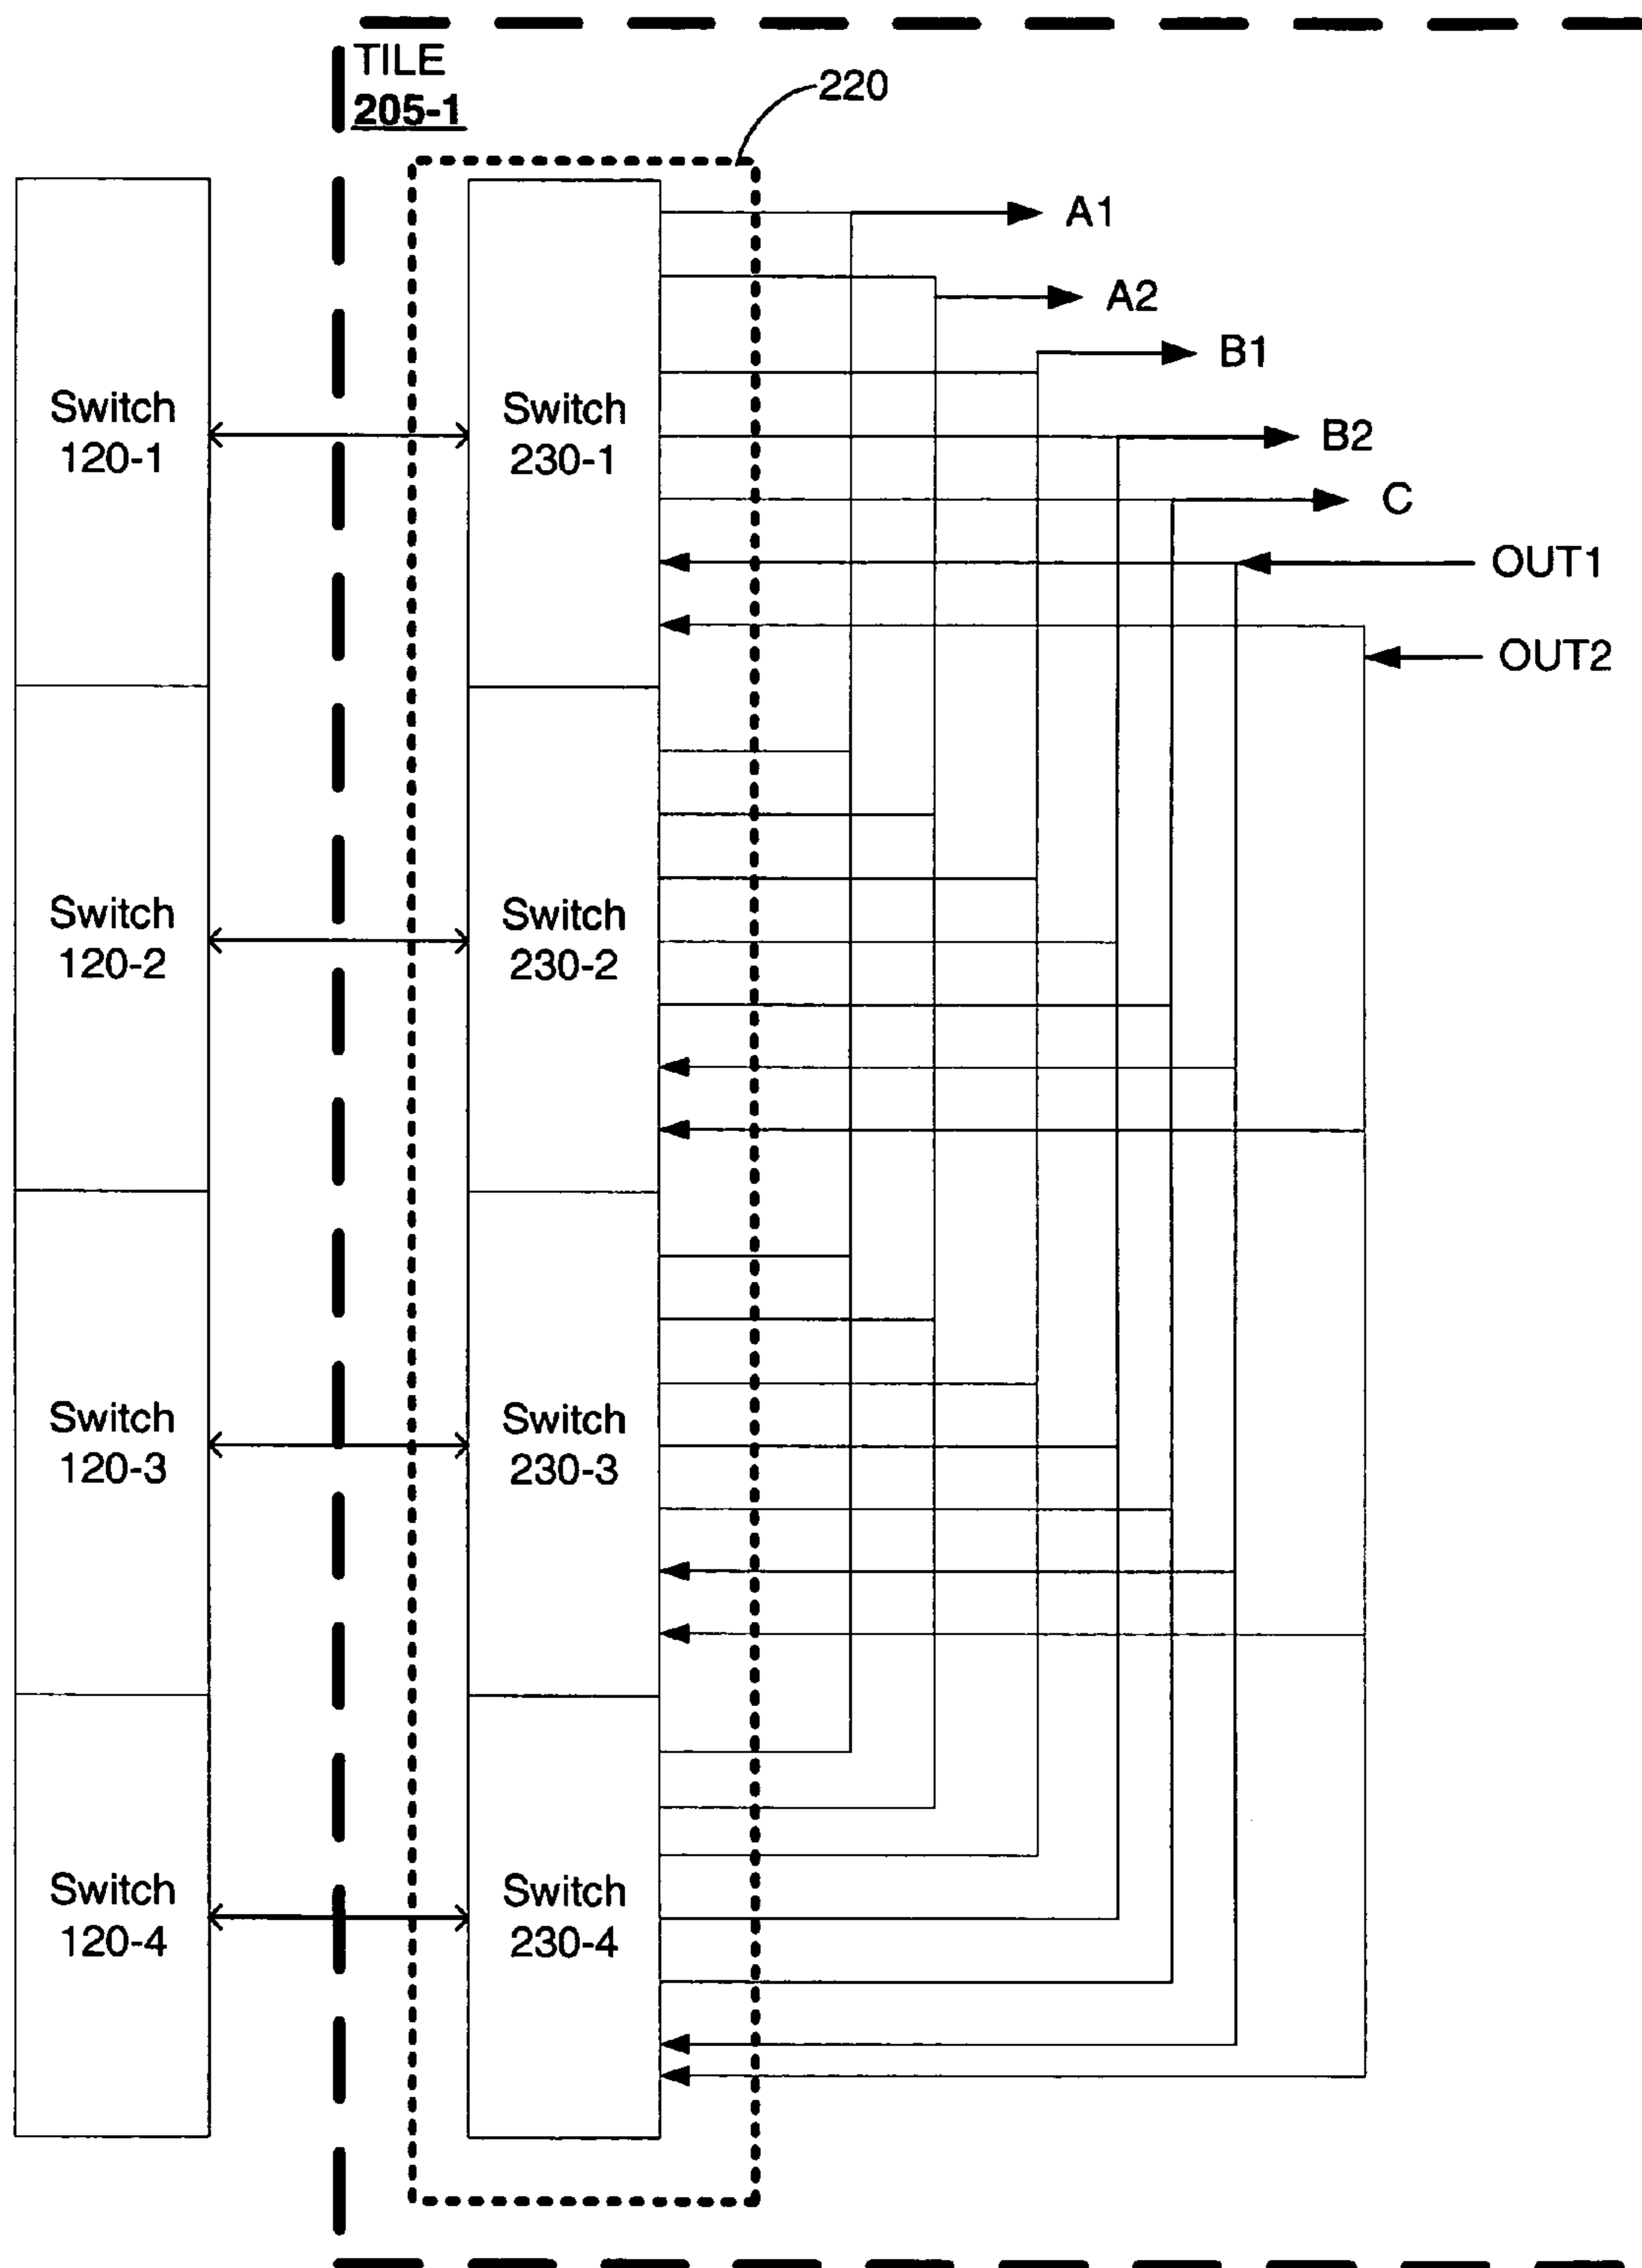 TILE
205-1
220
A1
A2
B1
B2
C
OUT1
OUT2
Switch
120-1
Switch
230-1
Switch
120-2
Switch
230-2
Switch
120-3
Switch
230-3
Switch
120-4
Switch
230-4